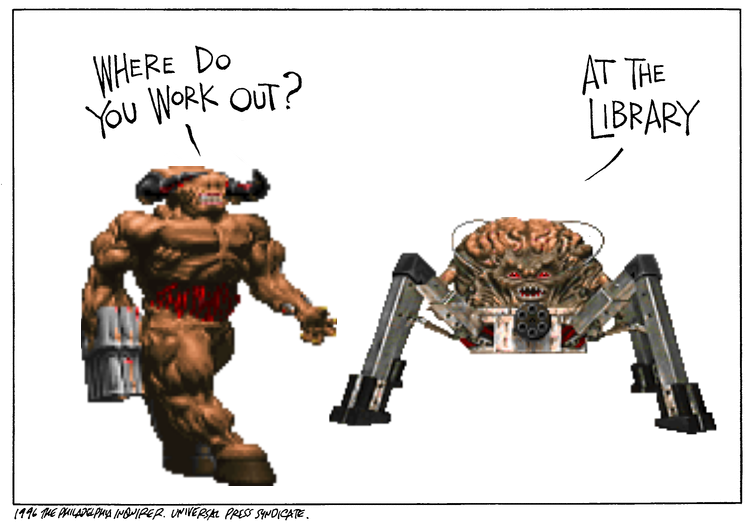 WHERE DO
YOU WORK OUT?
AT THE
LIBRARY
1996 THE PHILADELPHIA INQUIRER. UNIVERSAL PRESS SYNDICATE.